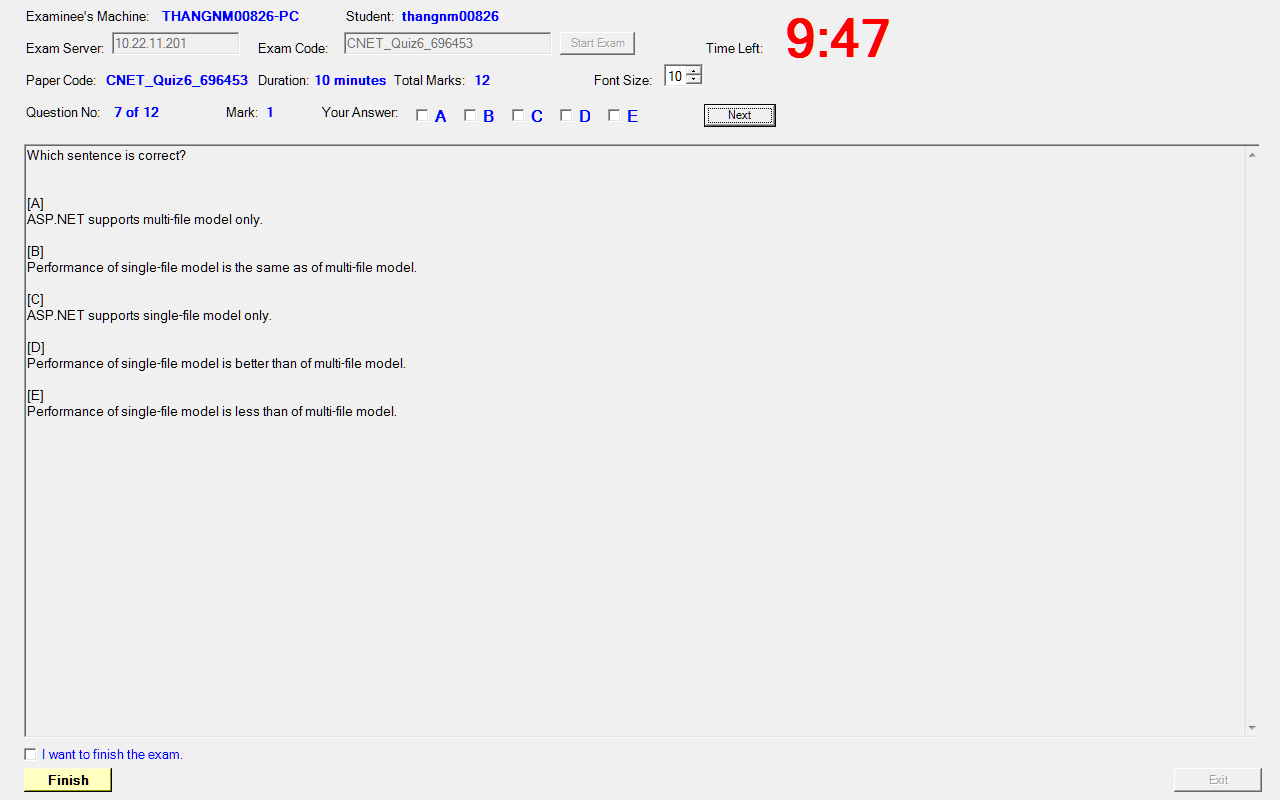 Examinee's Machine: THANGNM00826-PC Student: thangnm00826
Exam Server: 10.22.11.201 Exam Code: CNET_Quiz6_696453 Start Exam Time Left: 9:47
Paper Code: CNET_Quiz6_696453 Duration: 10 minutes Total Marks: 12 Font Size: 10
Question No: 7 of 12 Mark: 1 Your Answer: A B C D E Next
Which sentence is correct?
[A]
ASP.NET supports multi-file model only.
[B]
Performance of single-file model is the same as of multi-file model.
[C]
ASP.NET supports single-file model only.
[D]
Performance of single-file model is better than of multi-file model.
[E]
Performance of single-file model is less than of multi-file model.
I want to finish the exam.
Finish Exit